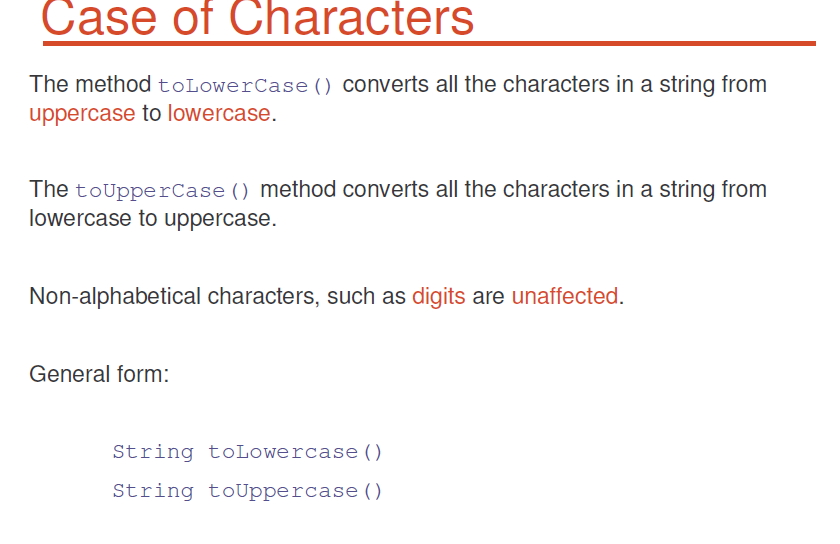 Case of Characters
The method toLowerCase() converts all the characters in a string from
uppercase to lowercase.
The toUpperCase() method converts all the characters in a string from
lowercase to uppercase.
Non-alphabetical characters, such as digits are unaffected.
General form:
String toLowercase()
String toUppercase()